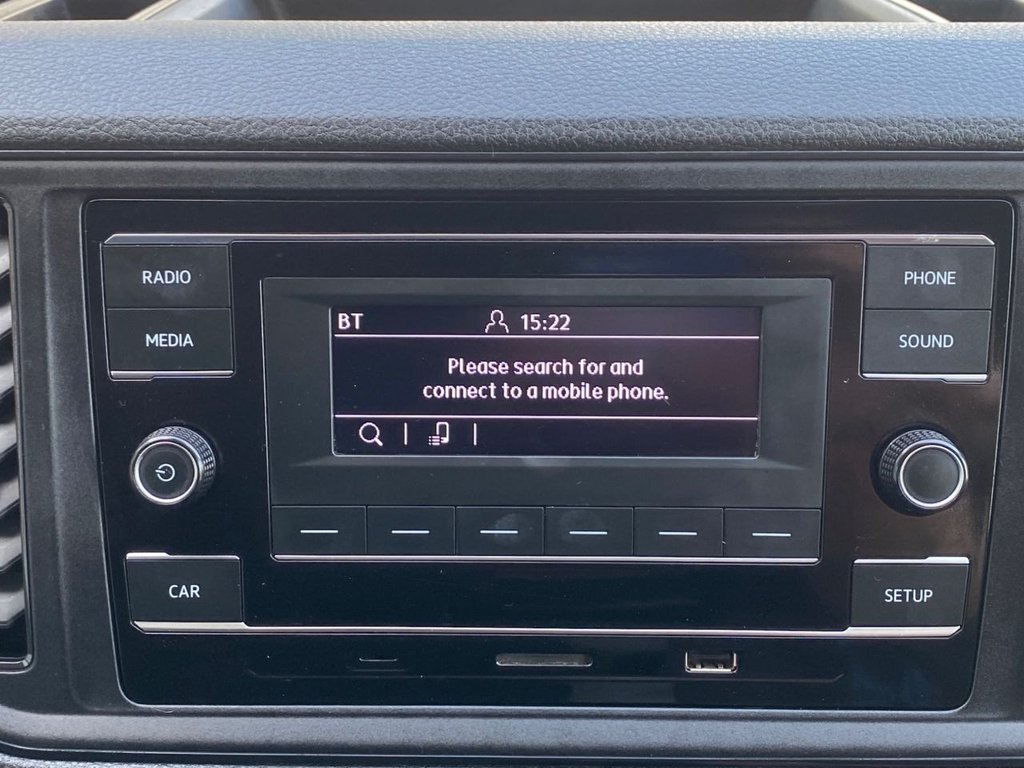 RADIO
PHONE
MEDIA
SOUND
BT 15:22
Please search for and
connect to a mobile phone.
CAR
SETUP